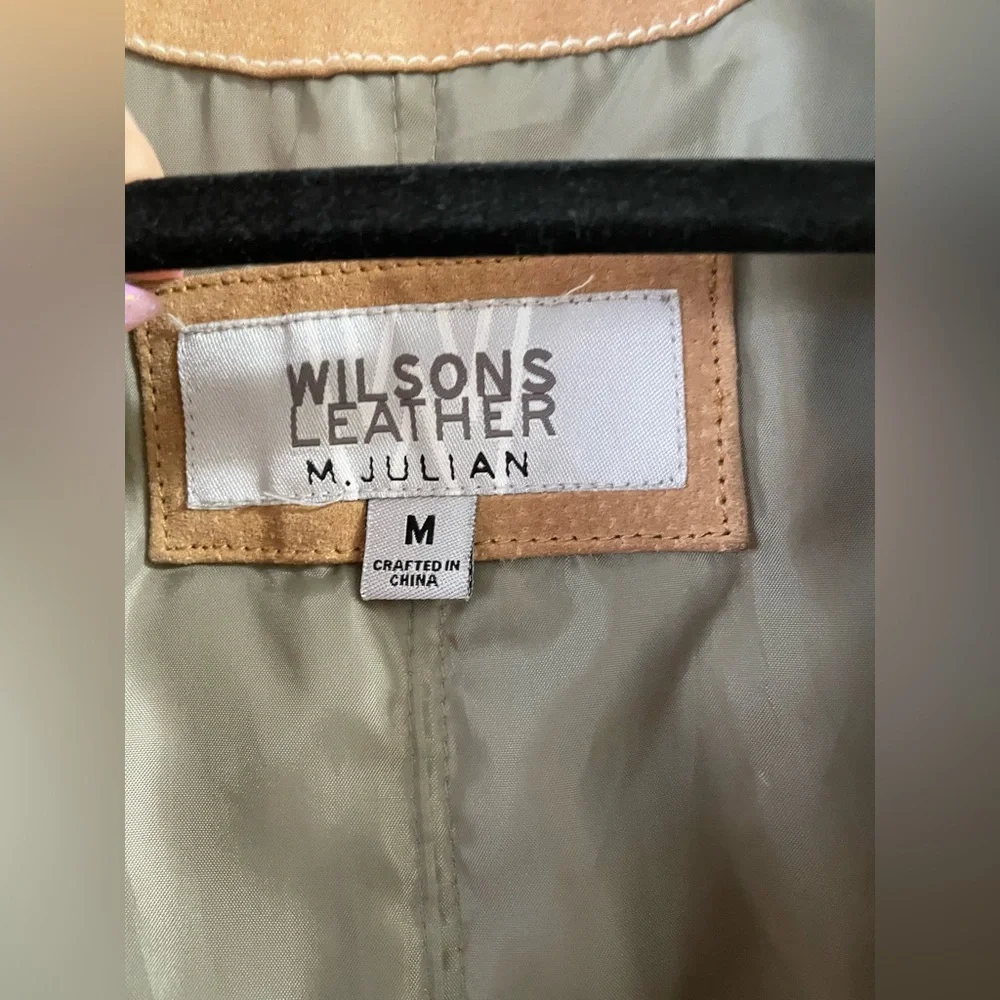 WILSONS
LEATHER
M. JULIAN
M
CRAFTED IN
CHINA